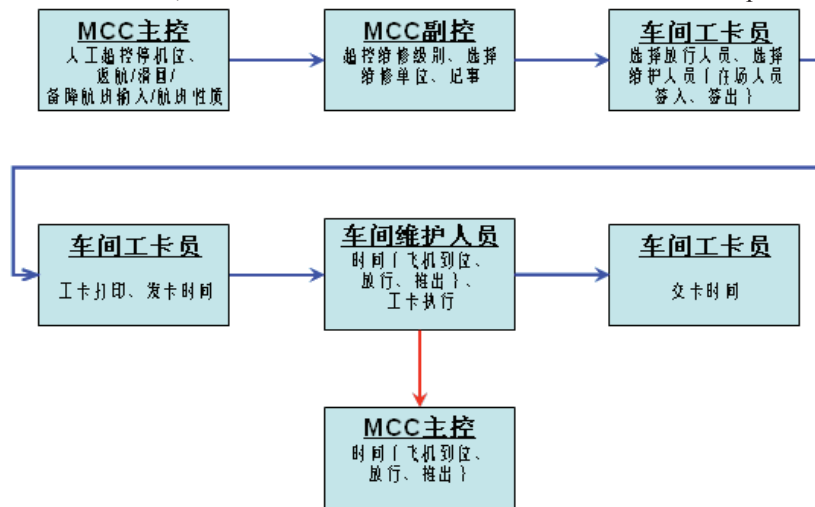 MCC主控
人工超控停机位、
返航/滑回/
备降航班输入/航班性质
MCC副控
超控维修级别、选择
维修单位、记事
车间工卡员
选择放行人员、选择
维护人员{在场人员
签入、签出}
车间工卡员
工卡打印、发卡时间
车间维护人员
时间{飞机到位、
放行、推出}、
工卡执行
车间工卡员
交卡时间
MCC主控
时间{飞机到位、
放行、推出}